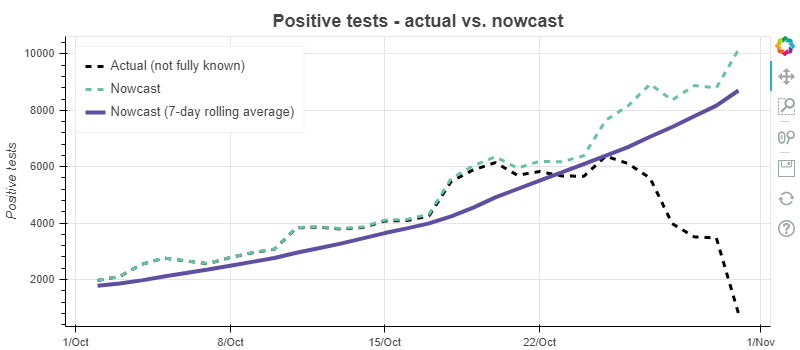 Positive tests - actual vs. nowcast
Actual (not fully known)
Nowcast
Nowcast (7-day rolling average)
Positive tests
10000
8000
6000
4000
2000
1/Oct
8/Oct
15/Oct
22/Oct
1/Nov